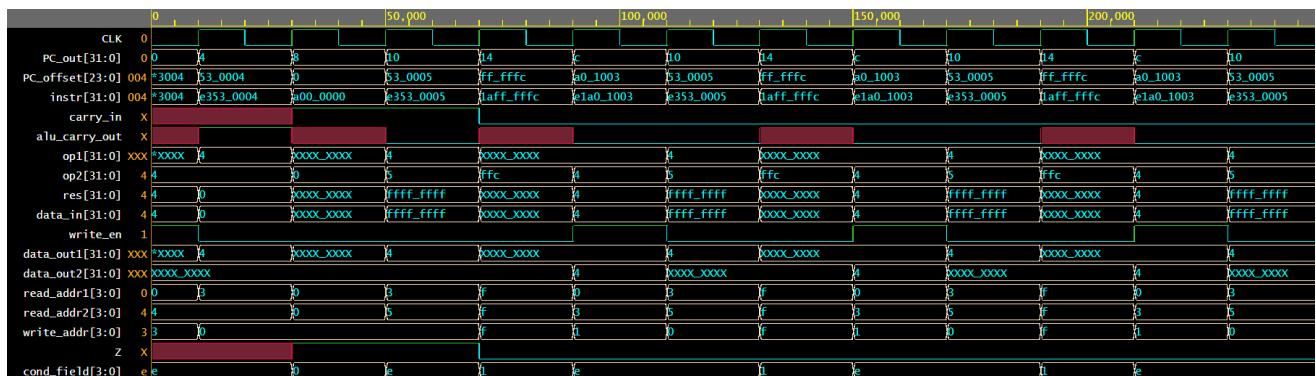 0 50,000 100,000 150,000 200,000
CLK 0
PC_out[31:0] 0 0 4 8 10 14 c 10 14 c 10 14 c 10
PC_offset[23:0] 004 *3004 53_0004 0 53_0005 ff_fffc a0_1003 53_0005 ff_fffc a0_1003 53_0005 ff_fffc a0_1003 53_0005
instr[31:0] 004 *3004 e353_0004 a00_0000 e353_0005 1aff_fffc e1a0_1003 e353_0005 1aff_fffc e1a0_1003 e353_0005 1aff_fffc e1a0_1003 e353_0005
carry_in X
alu_carry_out X
op1[31:0] XXX *XXXX 4 XXXX_XXXX 4 XXXX_XXXX 4 XXXX_XXXX 4 XXXX_XXXX 4
op2[31:0] 4 4 0 5 ffc 4 5 ffc 4 5 ffc 4 5
res[31:0] 4 4 0 XXXX_XXXX ffff_ffff XXXX_XXXX 4 ffff_ffff XXXX_XXXX 4 ffff_ffff XXXX_XXXX 4 ffff_ffff
data_in[31:0] 4 4 0 XXXX_XXXX ffff_ffff XXXX_XXXX 4 ffff_ffff XXXX_XXXX 4 ffff_ffff XXXX_XXXX 4 ffff_ffff
write_en 1
data_out1[31:0] XXX *XXXX 4 XXXX_XXXX 4 XXXX_XXXX 4 XXXX_XXXX 4 XXXX_XXXX 4
data_out2[31:0] XXX XXXX_XXXX 4 XXXX_XXXX 4 XXXX_XXXX 4 XXXX_XXXX
read_addr1[3:0] 0 0 3 0 3 f 0 3 f 0 3 f 0 3
read_addr2[3:0] 4 4 0 5 f 3 5 f 3 5 f 3 5
write_addr[3:0] 3 3 0 f 1 0 f 1 0 f 1 0
Z X
cond_field[3:0] e e 0 e 1 e 1 e 1 e